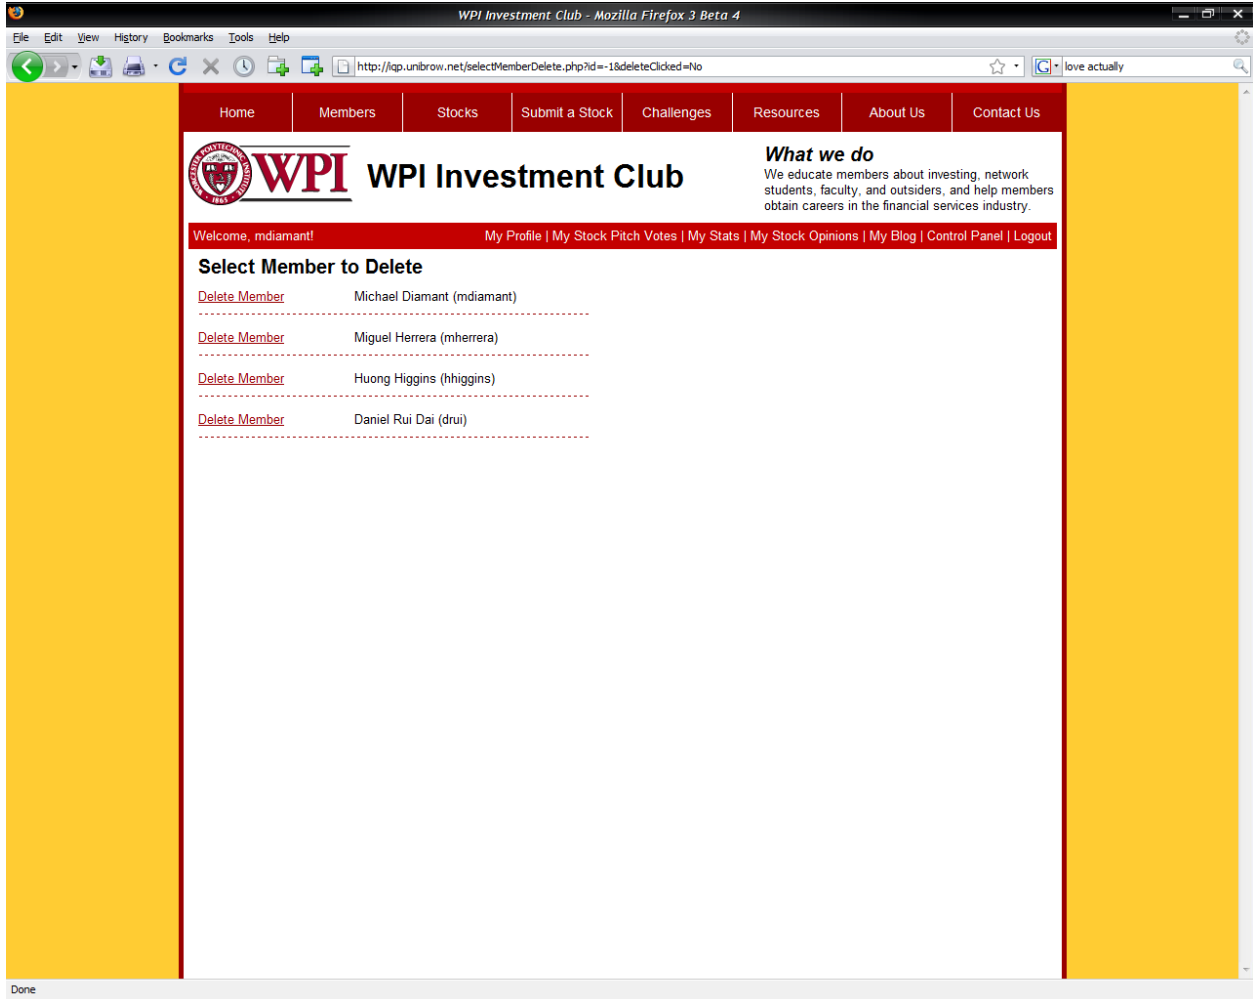 WPI Investment Club - Mozilla Firefox 3 Beta 4
File Edit View History Bookmarks Tools Help
http://iqp.unibrow.net/selectMemberDelete.php?id=-1&deleteClicked=No
G love actually
Home Members Stocks Submit a Stock Challenges Resources About Us Contact Us
WORCESTER POLYTECHNIC INSTITUTE
1865
WPI
WPI Investment Club
What we do
We educate members about investing, network
students, faculty, and outsiders, and help members
obtain careers in the financial services industry.
Welcome, mdiamant!
My Profile | My Stock Pitch Votes | My Stats | My Stock Opinions | My Blog | Control Panel | Logout
Select Member to Delete
Delete Member Michael Diamant (mdiamant)
Delete Member Miguel Herrera (mherrera)
Delete Member Huong Higgins (hhiggins)
Delete Member Daniel Rui Dai (drui)
Done